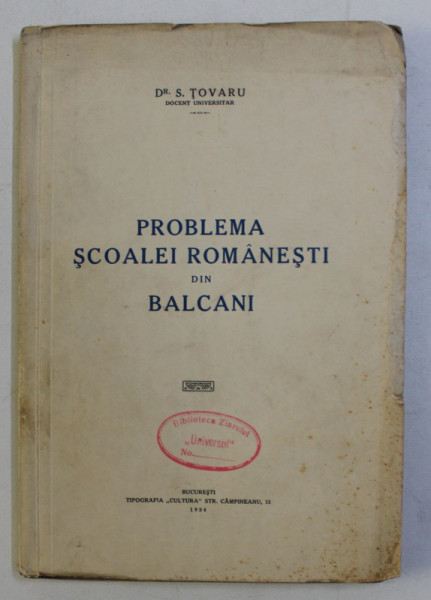 Dr. S. ŢOVARU
DOCENT UNIVERSITAR
PROBLEMA
ŞCOALEI ROMÂNEŞTI
DIN
BALCANI
Biblioteca Ziarului
„Universul“
No.
BUCUREŞTI
TIPOGRAFIA „CULTURA“ STR. CÂMPINEANU, 15
1934